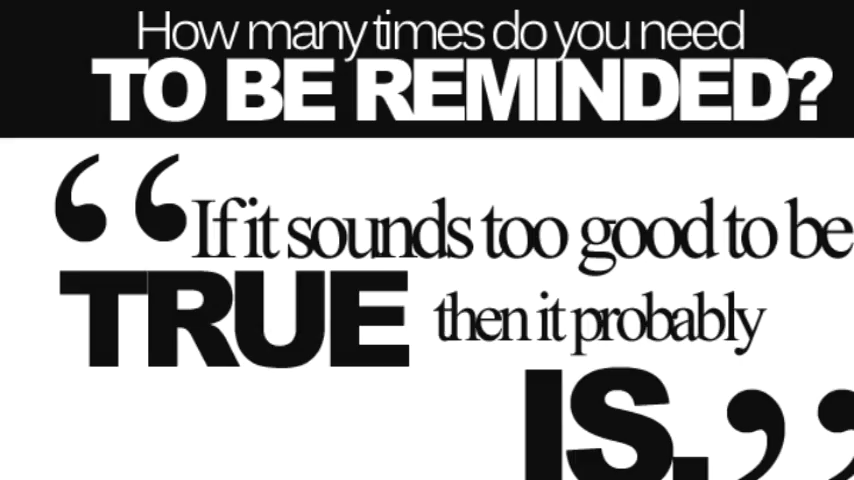 How many times do you need
TO BE REMINDED?
“If it sounds too good to be
TRUE then it probably
IS.”